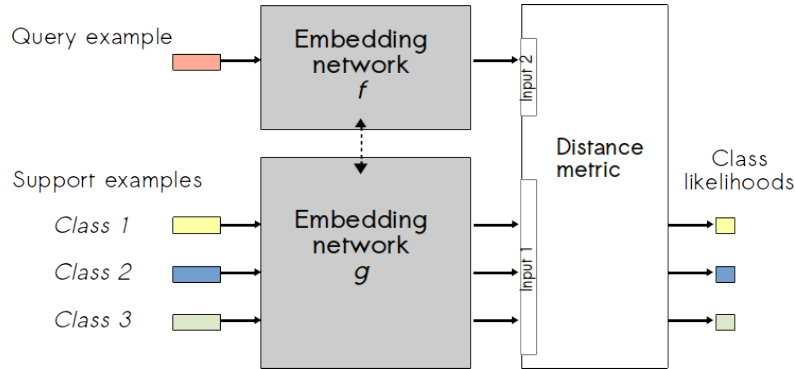 Query example
Embedding
network
f
Input 2
Distance
metric
Support examples
Class 1
Class 2
Class 3
Embedding
network
g
Input 1
Class
likelihoods